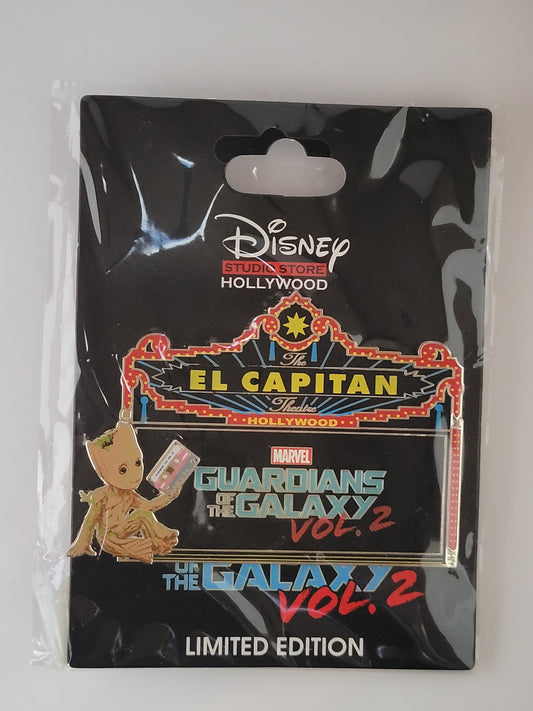 Disney
STUDIO STORE
HOLLYWOOD
The
EL CAPITAN
Theatre
HOLLYWOOD
MARVEL
GUARDIANS
OF THE GALAXY
VOL. 2
OF THE GALAXY
VOL. 2
LIMITED EDITION